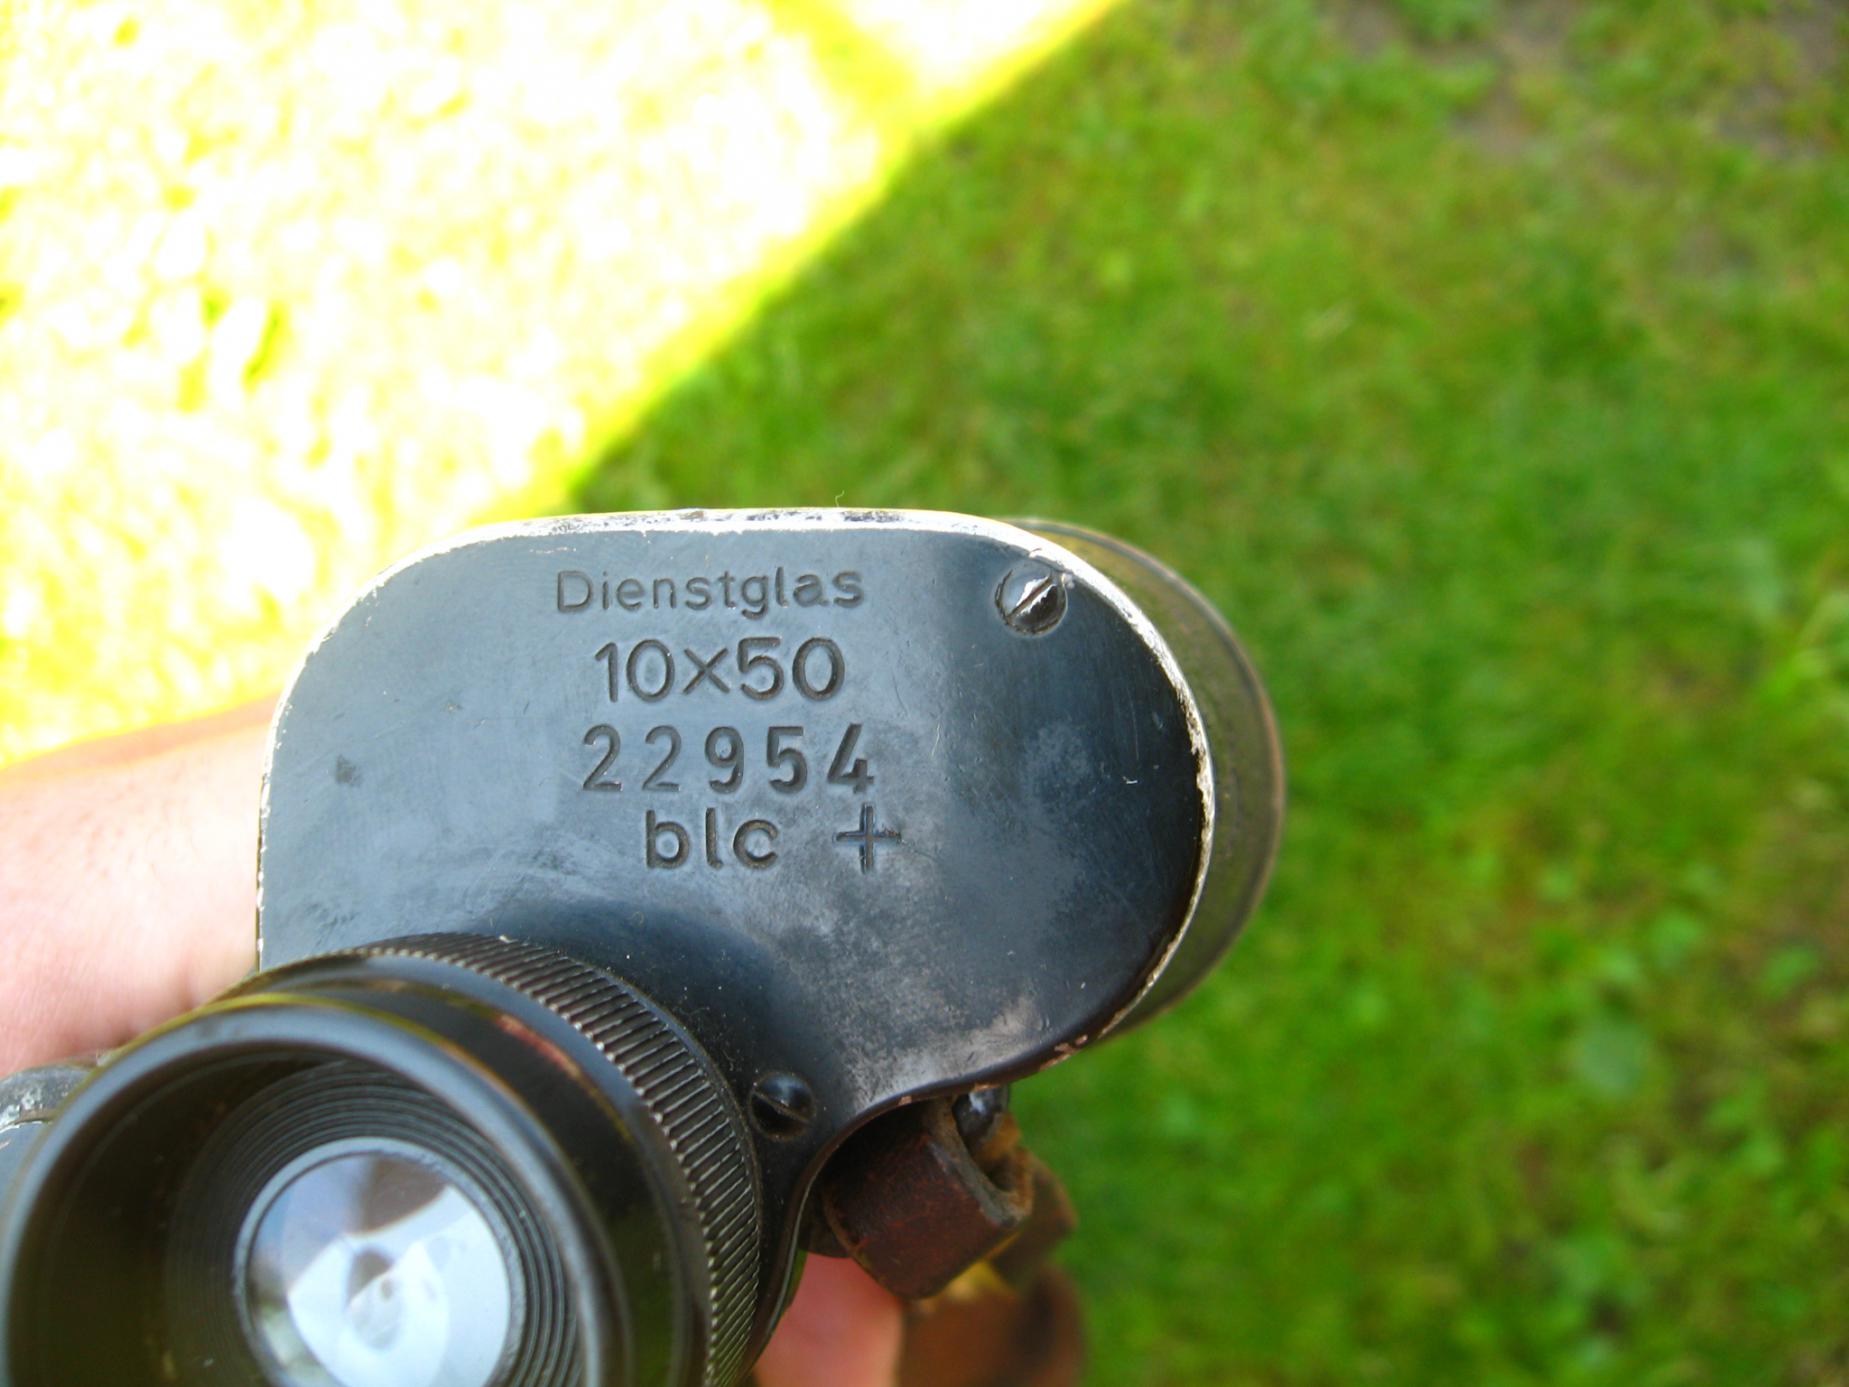 Dienstglas
10x50
22954
blc +